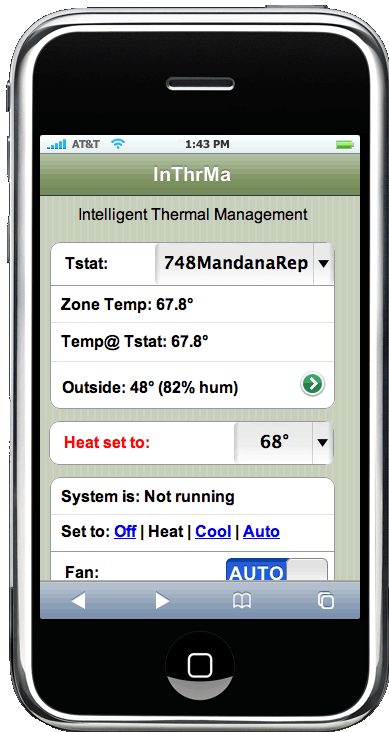 AT&T 1:43 PM
InThrMa
Intelligent Thermal Management
Tstat: 748MandanaRep
Zone Temp: 67.8°
Temp@ Tstat: 67.8°
Outside: 48° (82% hum)
Heat set to: 68°
System is: Not running
Set to: Off | Heat | Cool | Auto
Fan: AUTO